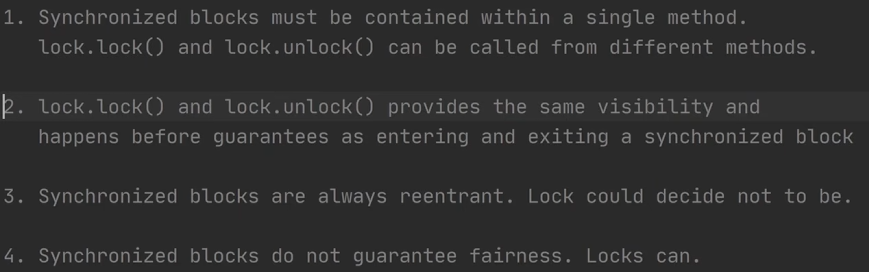 1. Synchronized blocks must be contained within a single method.
lock.lock() and lock.unlock() can be called from different methods.
2. lock.lock() and lock.unlock() provides the same visibility and
happens before guarantees as entering and exiting a synchronized block
3. Synchronized blocks are always reentrant. Lock could decide not to be.
4. Synchronized blocks do not guarantee fairness. Locks can.